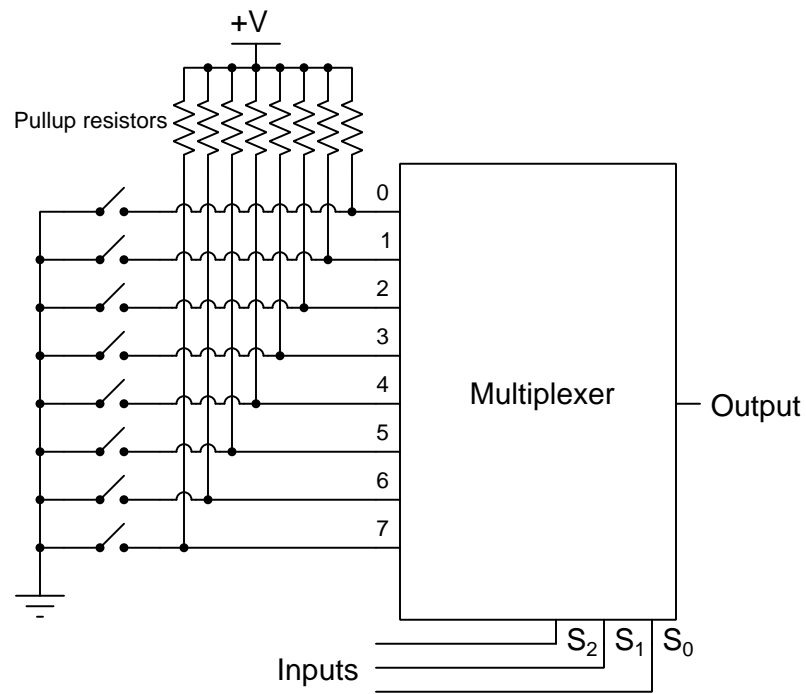 +V
Pullup resistors
0
1
2
3
4
5
6
7
Multiplexer
Output
S₂ S₁ S₀
Inputs